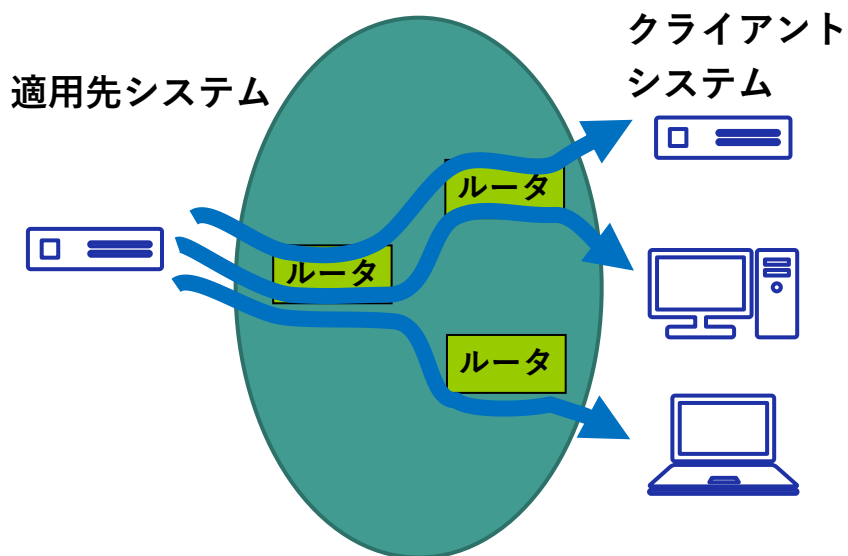 適用先システム
クライアント
システム
ルータ
ルータ
ルータ